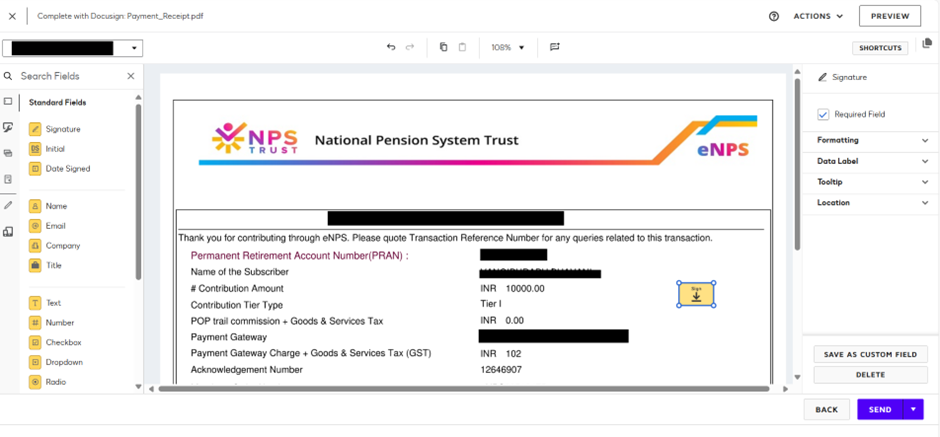 Complete with Docusign: Payment_Receipt.pdf
ACTIONS
PREVIEW
108%
SHORTCUTS
Search Fields
Standard Fields
Signature
DS Initial
Date Signed
Name
Email
Company
Title
Text
Number
Checkbox
Dropdown
Radio
NPS
TRUST
National Pension System Trust
eNPS
Thank you for contributing through eNPS. Please quote Transaction Reference Number for any queries related to this transaction.
Permanent Retirement Account Number(PRAN) :
Name of the Subscriber
# Contribution Amount INR 10000.00
Contribution Tier Type Tier I
POP trail commission + Goods & Services Tax INR 0.00
Payment Gateway
Payment Gateway Charge + Goods & Services Tax (GST) INR 102
Acknowledgement Number 12646907
Sign
Signature
Required Field
Formatting
Data Label
Tooltip
Location
SAVE AS CUSTOM FIELD
DELETE
BACK
SEND